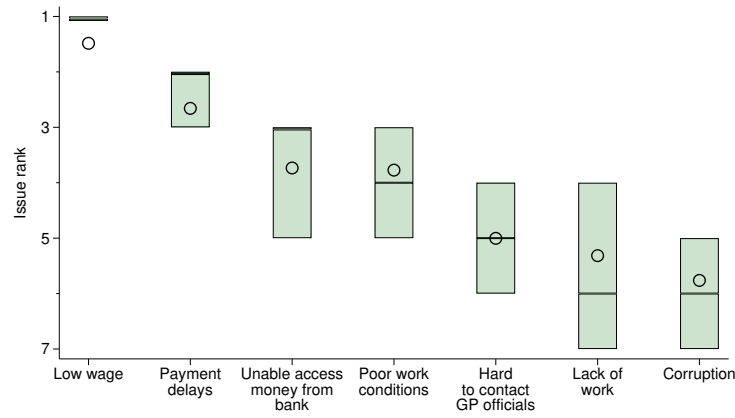 Issue rank
1
3
5
7
Low wage
Payment
delays
Unable access
money from
bank
Poor work
conditions
Hard
to contact
GP officials
Lack of
work
Corruption